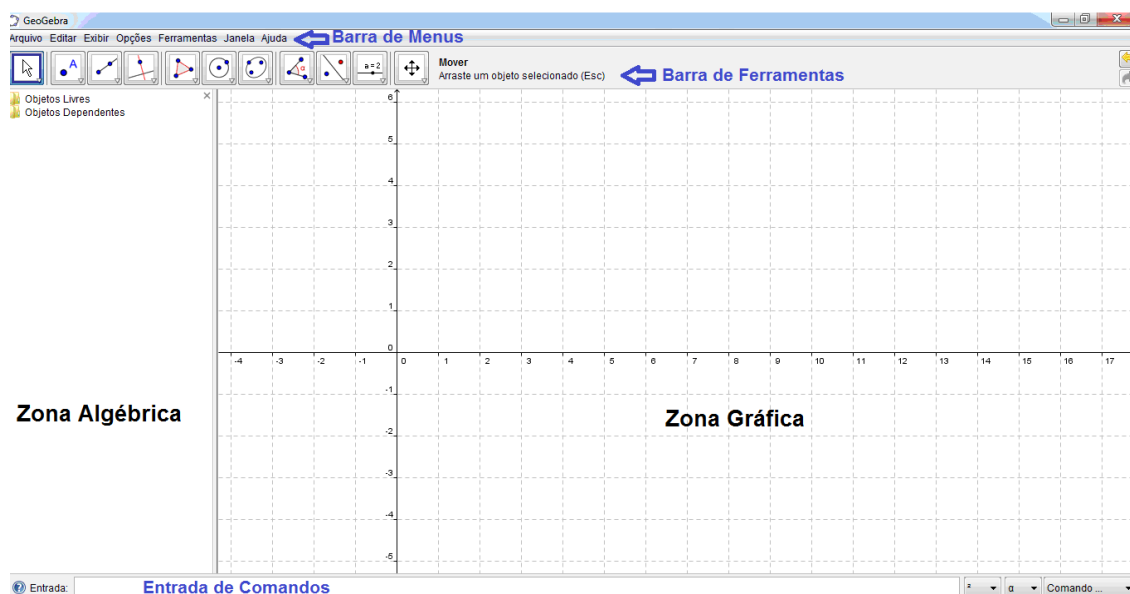 GeoGebra
Arquivo Editar Exibir Opções Ferramentas Janela Ajuda
Barra de Menus
A
α
a = 2
Mover
Arraste um objeto selecionado (Esc)
Barra de Ferramentas
Objetos Livres
Objetos Dependentes
6
5
4
3
2
1
0
-4 -3 -2 -1 0 1 2 3 4 5 6 7 8 9 10 11 12 13 14 15 16 17
-1
-2
-3
-4
-5
Zona Algébrica
Zona Gráfica
Entrada:
Entrada de Comandos
² α Comando ...